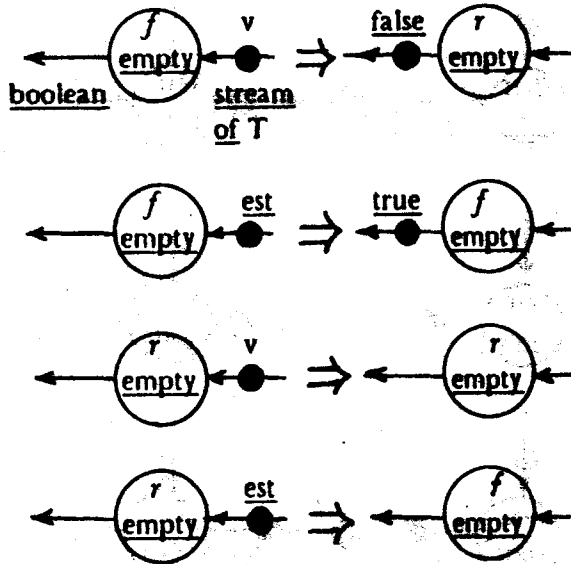 f v false r
empty empty
boolean stream
of T
f est true f
empty empty
r v r
empty empty
r est f
empty empty